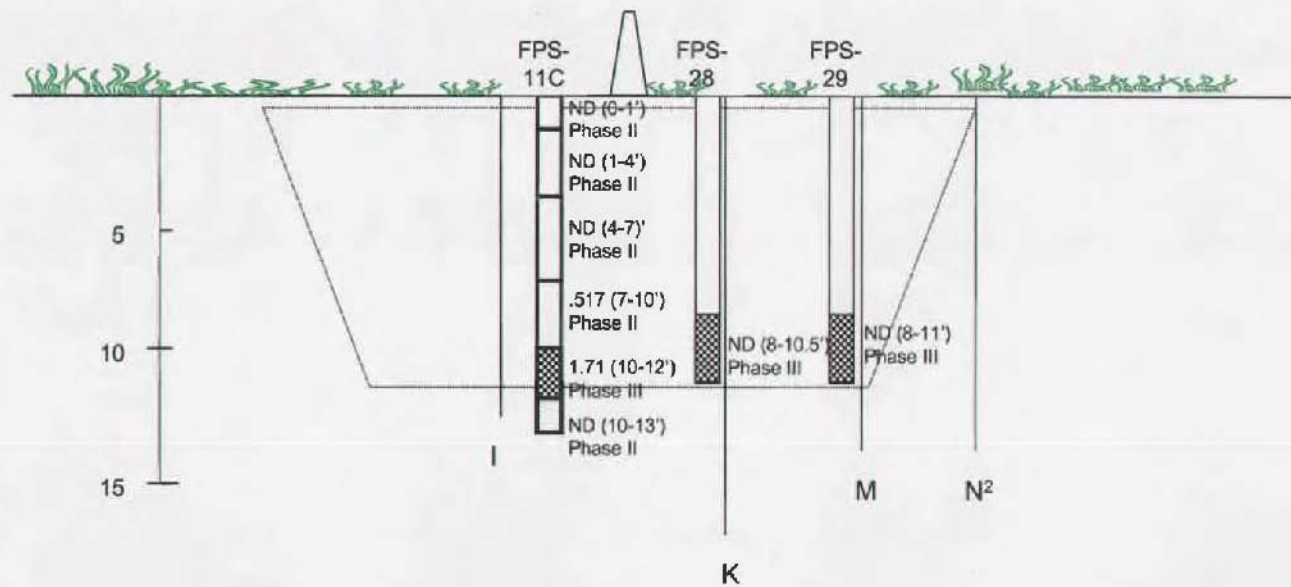 FPS-
11C
FPS-
28
FPS-
29
ND (0-1')
Phase II
ND (1-4')
Phase II
5
ND (4-7)'
Phase II
.517 (7-10')
Phase II
10
1.71 (10-12')
Phase III
ND (10-13')
Phase II
ND (8-10.5')
Phase III
ND (8-11')
Phase III
15
I
K
M
N²